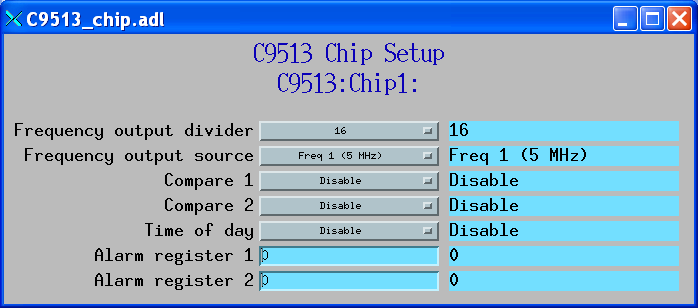 C9513_chip.adl
C9513 Chip Setup
C9513:Chip1:
Frequency output divider 16 16
Frequency output source Freq 1 (5 MHz) Freq 1 (5 MHz)
Compare 1 Disable Disable
Compare 2 Disable Disable
Time of day Disable Disable
Alarm register 1 0 0
Alarm register 2 0 0